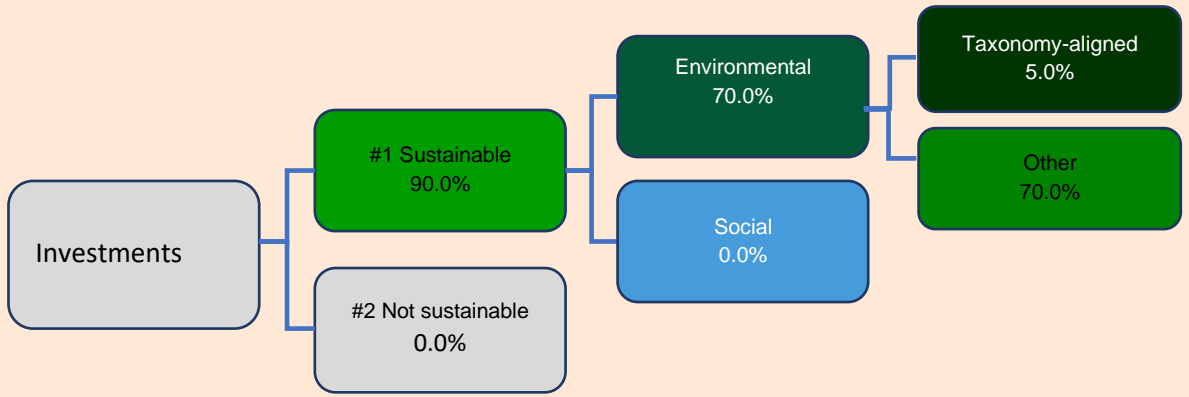 Investments
#1 Sustainable
90.0%
#2 Not sustainable
0.0%
Environmental
70.0%
Social
0.0%
Taxonomy-aligned
5.0%
Other
70.0%